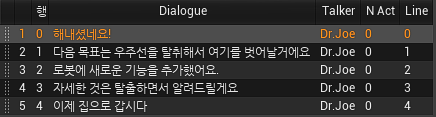 행 Dialogue Talker N Act Line
1 0 해내셨네요! Dr.Joe 0 0
2 1 다음 목표는 우주선을 탈취해서 여기를 벗어날거에요 Dr.Joe 0 1
3 2 로봇에 새로운 기능을 추가했어요. Dr.Joe 0 2
4 3 자세한 것은 탈출하면서 알려드릴게요 Dr.Joe 0 3
5 4 이제 집으로 갑시다 Dr.Joe 0 4